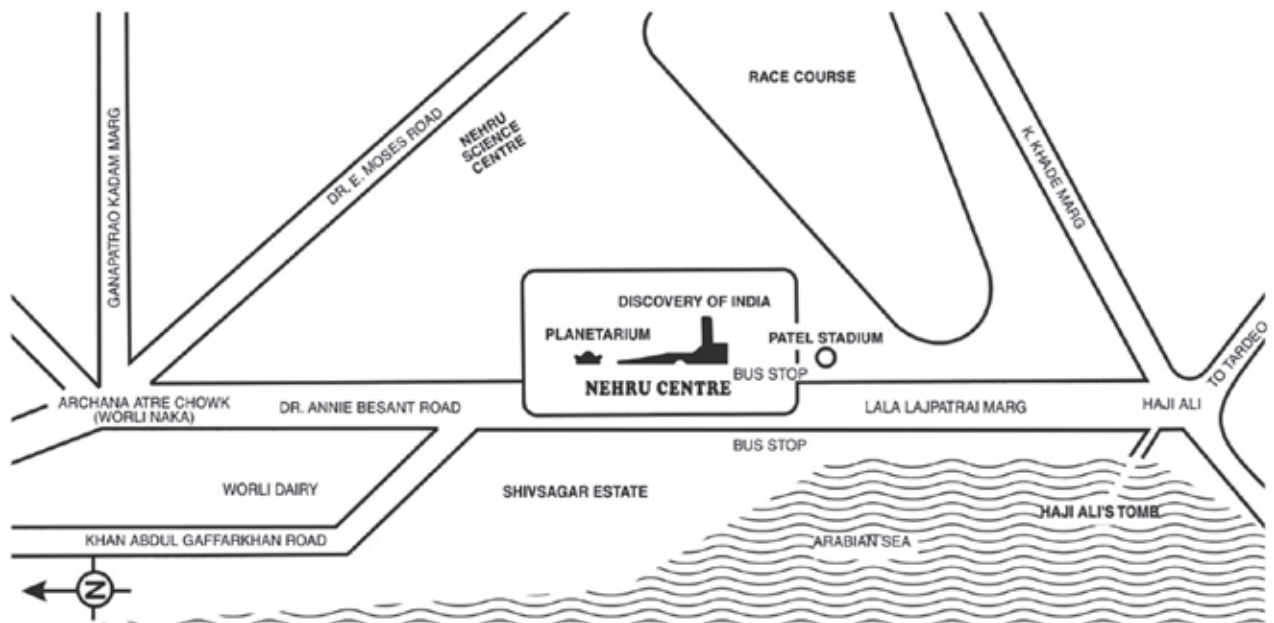 RACE COURSE
GANAPATRAO KADAM MARG
DR. E. MOSES ROAD
NEHRU
SCIENCE
CENTRE
K. KHADE MARG
DISCOVERY OF INDIA
PLANETARIUM
PATEL STADIUM
TO TARDEO
BUS STOP
NEHRU CENTRE
ARCHANA ATRE CHOWK
(WORLI NAKA)
DR. ANNIE BESANT ROAD
LALA LAJPATRAI MARG
HAJI ALI
BUS STOP
WORLI DAIRY
SHIVSAGAR ESTATE
HAJI ALI'S TOMB
KHAN ABDUL GAFFARKHAN ROAD
ARABIAN SEA
N